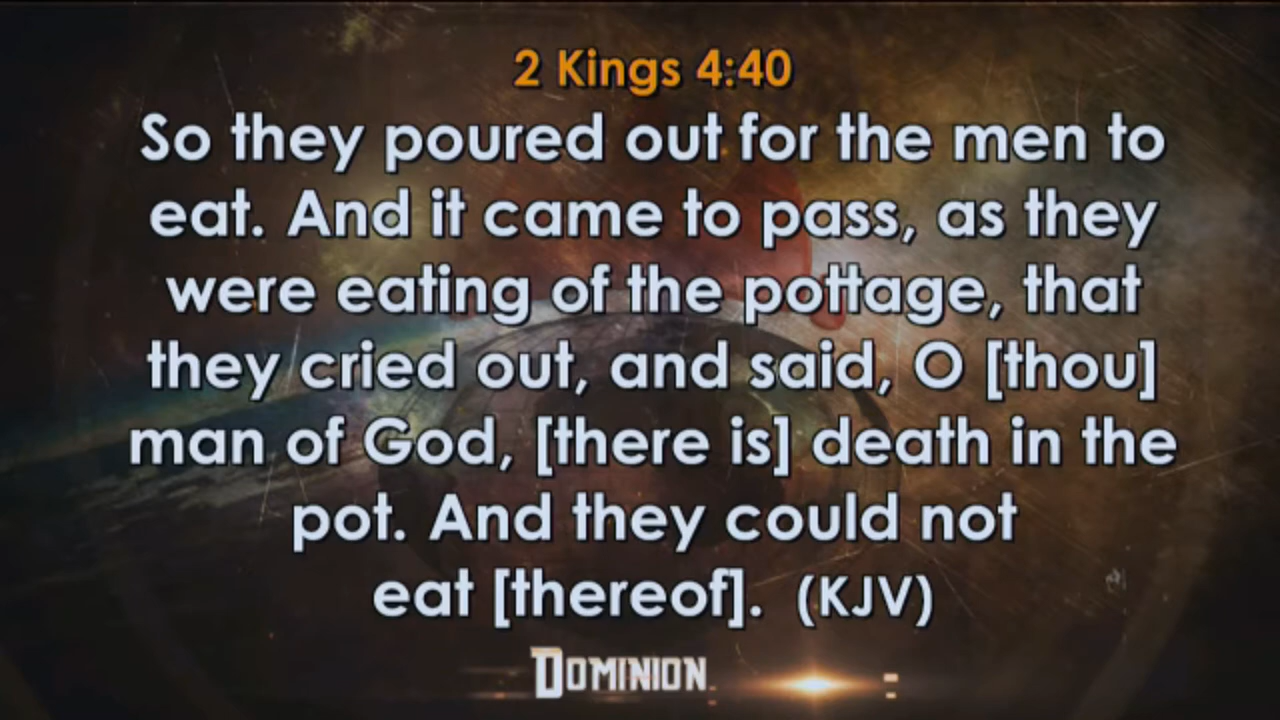 2 Kings 4:40
So they poured out for the men to
eat. And it came to pass, as they
were eating of the pottage, that
they cried out, and said, O [thou]
man of God, [there is] death in the
pot. And they could not
eat [thereof]. (KJV)
DOMINION